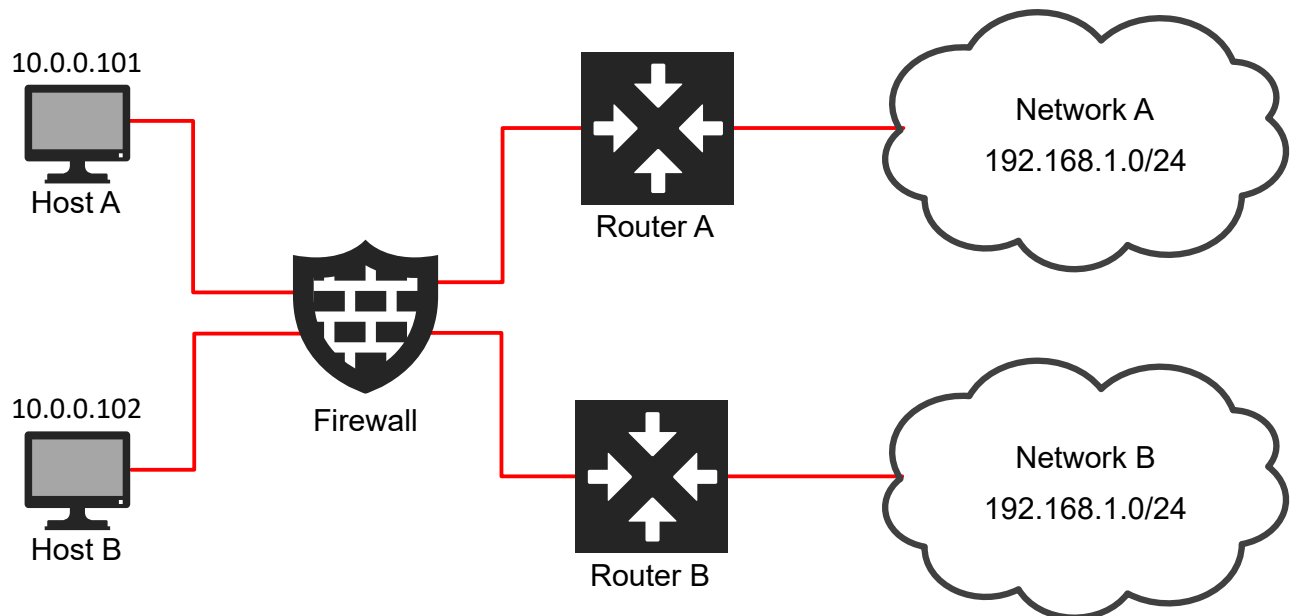 10.0.0.101
Host A
Router A
Network A
192.168.1.0/24
Firewall
10.0.0.102
Host B
Router B
Network B
192.168.1.0/24